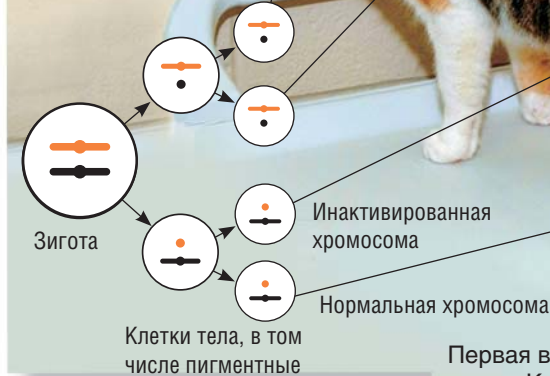 Инактивированная
хромосома
Зигота
Нормальная хромосома
Клетки тела, в том
числе пигментные
Первая в